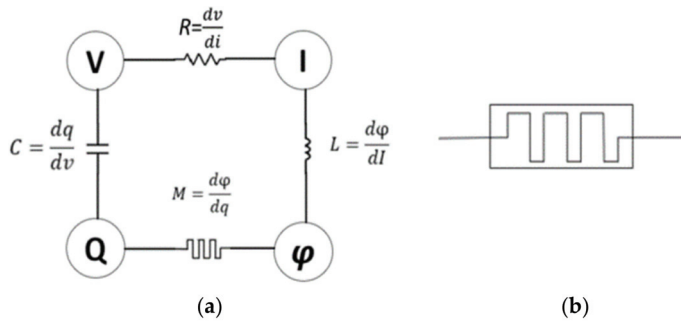 R=dv/di
V
I
C = dq/dv
L = dφ/dI
M = dφ/dq
Q
φ
(a)
(b)